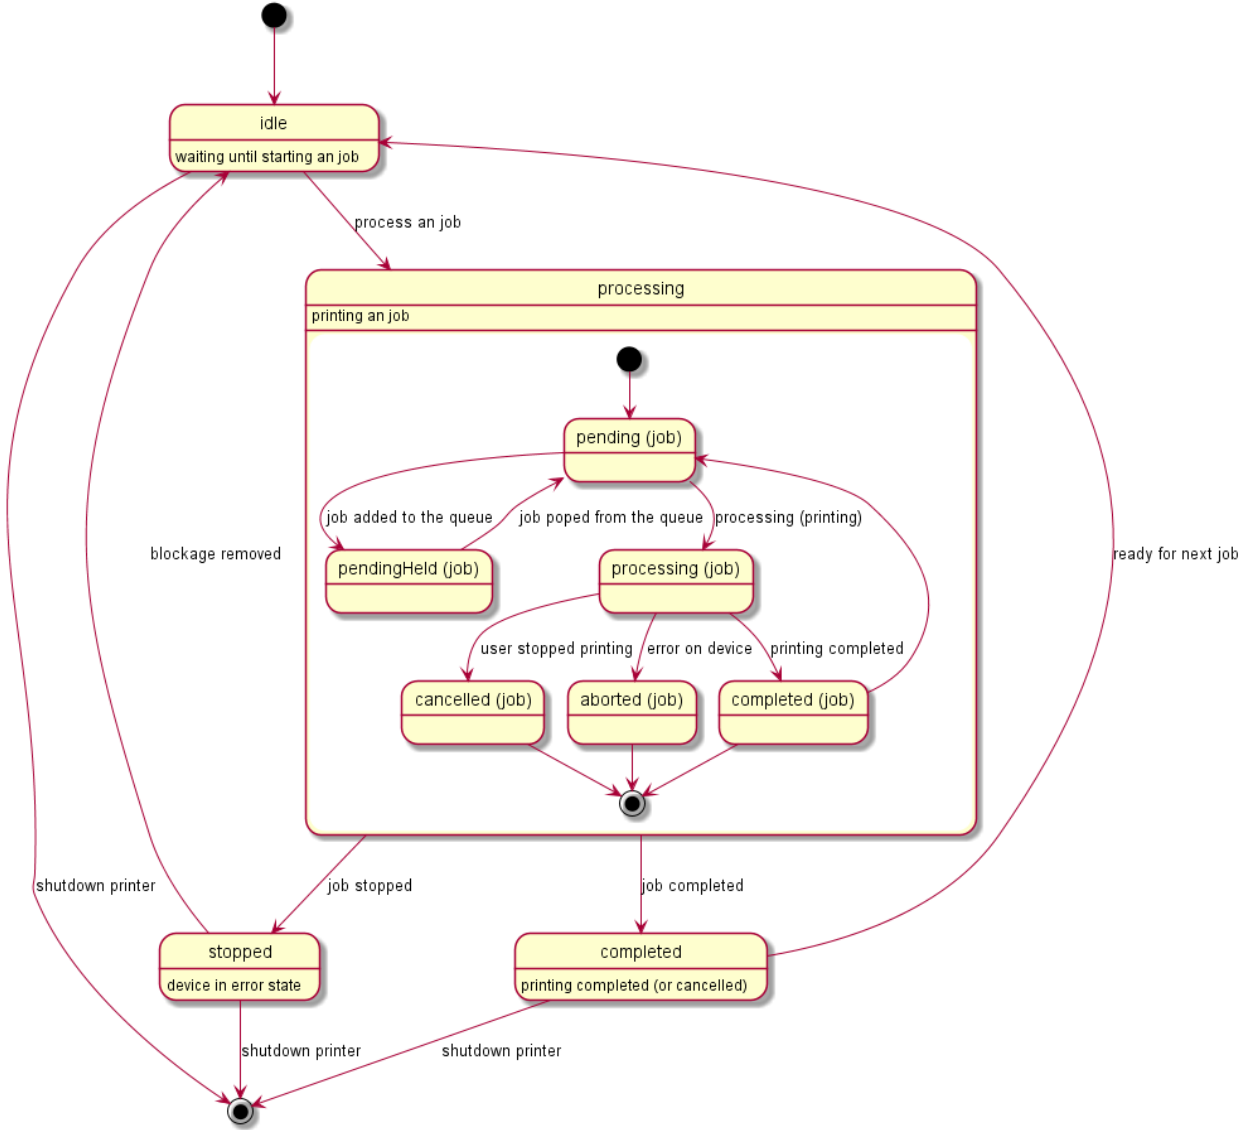 idle
waiting until starting an job
process an job
processing
printing an job
pending (job)
job added to the queue
job poped from the queue
processing (printing)
blockage removed
ready for next job
pendingHeld (job)
processing (job)
user stopped printing
error on device
printing completed
cancelled (job)
aborted (job)
completed (job)
shutdown printer
job stopped
job completed
stopped
device in error state
completed
printing completed (or cancelled)
shutdown printer
shutdown printer